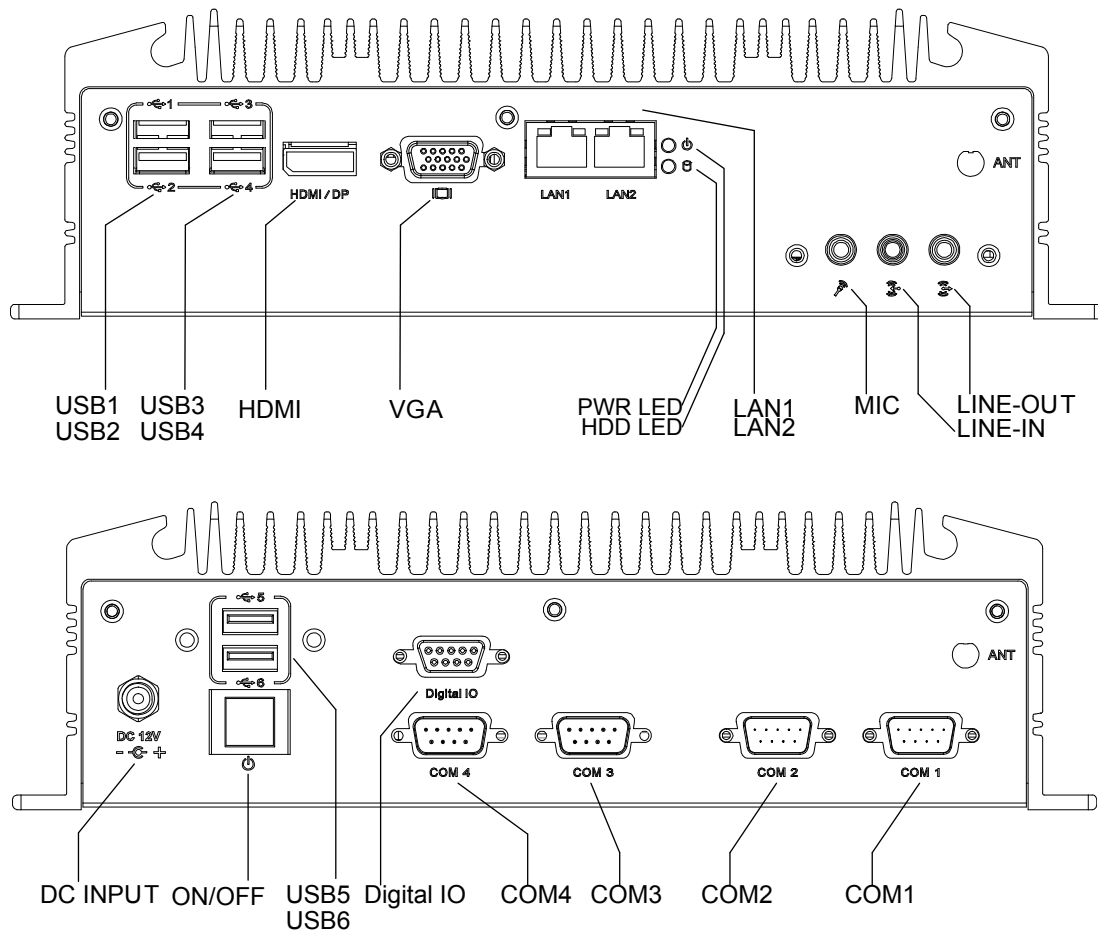 1 3
2 4
HDMI / DP
LAN1 LAN2
ANT
USB1 USB3 HDMI VGA PWR LED LAN1 MIC LINE-OUT
USB2 USB4 HDD LED LAN2 LINE-IN
5
6
ANT
Digital IO
DC 12V
- +
COM 4 COM 3 COM 2 COM 1
DC INPUT ON/OFF USB5 Digital IO COM4 COM3 COM2 COM1
USB6